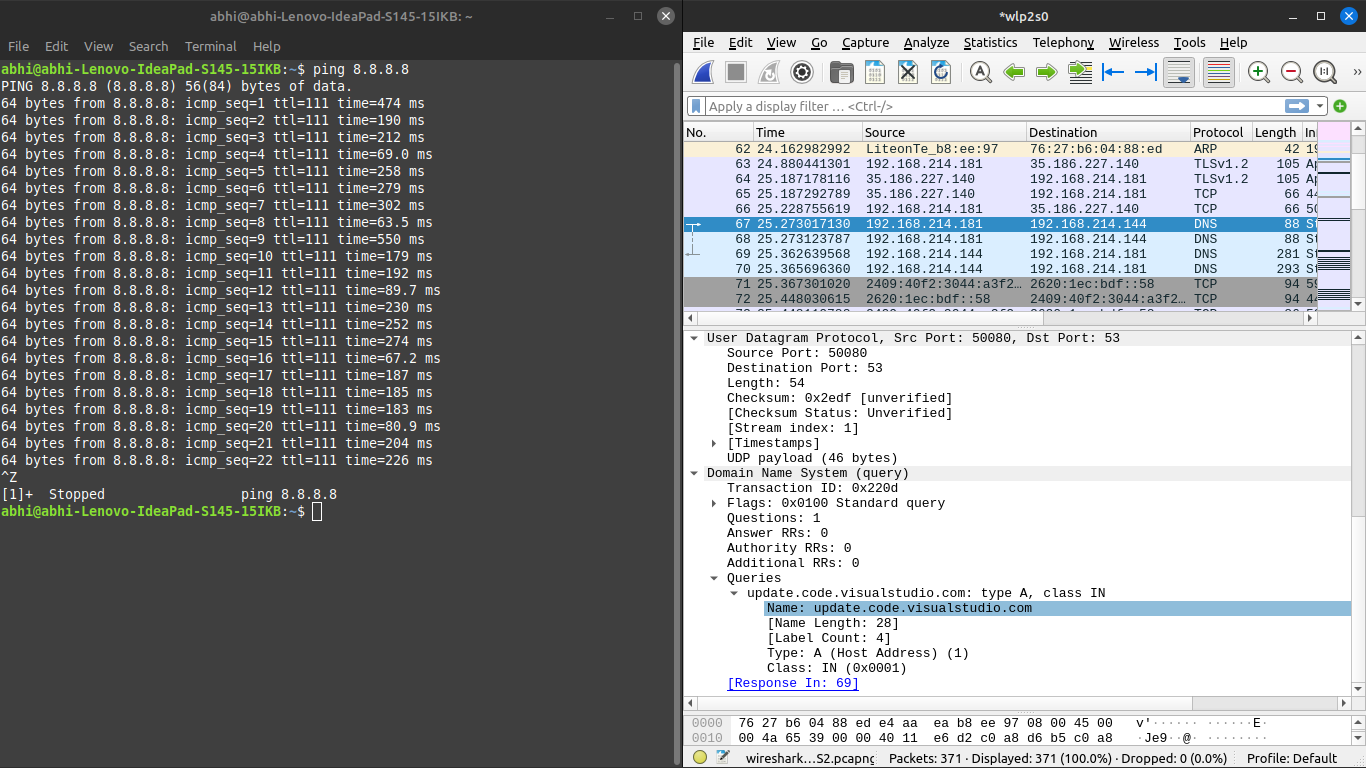 abhi@abhi-Lenovo-IdeaPad-S145-15IKB: ~
File Edit View Search Terminal Help
abhi@abhi-Lenovo-IdeaPad-S145-15IKB:~$ ping 8.8.8.8
PING 8.8.8.8 (8.8.8.8) 56(84) bytes of data.
64 bytes from 8.8.8.8: icmp_seq=1 ttl=111 time=474 ms
64 bytes from 8.8.8.8: icmp_seq=2 ttl=111 time=190 ms
64 bytes from 8.8.8.8: icmp_seq=3 ttl=111 time=212 ms
64 bytes from 8.8.8.8: icmp_seq=4 ttl=111 time=69.0 ms
64 bytes from 8.8.8.8: icmp_seq=5 ttl=111 time=258 ms
64 bytes from 8.8.8.8: icmp_seq=6 ttl=111 time=279 ms
64 bytes from 8.8.8.8: icmp_seq=7 ttl=111 time=302 ms
64 bytes from 8.8.8.8: icmp_seq=8 ttl=111 time=63.5 ms
64 bytes from 8.8.8.8: icmp_seq=9 ttl=111 time=550 ms
64 bytes from 8.8.8.8: icmp_seq=10 ttl=111 time=179 ms
64 bytes from 8.8.8.8: icmp_seq=11 ttl=111 time=192 ms
64 bytes from 8.8.8.8: icmp_seq=12 ttl=111 time=89.7 ms
64 bytes from 8.8.8.8: icmp_seq=13 ttl=111 time=230 ms
64 bytes from 8.8.8.8: icmp_seq=14 ttl=111 time=252 ms
64 bytes from 8.8.8.8: icmp_seq=15 ttl=111 time=274 ms
64 bytes from 8.8.8.8: icmp_seq=16 ttl=111 time=67.2 ms
64 bytes from 8.8.8.8: icmp_seq=17 ttl=111 time=187 ms
64 bytes from 8.8.8.8: icmp_seq=18 ttl=111 time=185 ms
64 bytes from 8.8.8.8: icmp_seq=19 ttl=111 time=183 ms
64 bytes from 8.8.8.8: icmp_seq=20 ttl=111 time=80.9 ms
64 bytes from 8.8.8.8: icmp_seq=21 ttl=111 time=204 ms
64 bytes from 8.8.8.8: icmp_seq=22 ttl=111 time=226 ms
^Z
[1]+  Stopped                 ping 8.8.8.8
abhi@abhi-Lenovo-IdeaPad-S145-15IKB:~$
*wlp2s0
File Edit View Go Capture Analyze Statistics Telephony Wireless Tools Help
Apply a display filter … <Ctrl-/>
No. Time Source Destination Protocol Length
62 24.162982992 LiteonTe_b8:ee:97 76:27:b6:04:88:ed ARP 42
63 24.880441301 192.168.214.181 35.186.227.140 TLSv1.2 105
64 25.187178116 35.186.227.140 192.168.214.181 TLSv1.2 105
65 25.187292789 35.186.227.140 192.168.214.181 TCP 66
66 25.228755619 192.168.214.181 35.186.227.140 TCP 66
67 25.273017130 192.168.214.181 192.168.214.144 DNS 88
68 25.273123787 192.168.214.181 192.168.214.144 DNS 88
69 25.362639568 192.168.214.144 192.168.214.181 DNS 281
70 25.365696360 192.168.214.144 192.168.214.181 DNS 293
71 25.367301020 2409:40f2:3044:a3f2… 2620:1ec:bdf::58 TCP 94
72 25.448030615 2620:1ec:bdf::58 2409:40f2:3044:a3f2… TCP 94
User Datagram Protocol, Src Port: 50080, Dst Port: 53
Source Port: 50080
Destination Port: 53
Length: 54
Checksum: 0x2edf [unverified]
[Checksum Status: Unverified]
[Stream index: 1]
[Timestamps]
UDP payload (46 bytes)
Domain Name System (query)
Transaction ID: 0x220d
Flags: 0x0100 Standard query
Questions: 1
Answer RRs: 0
Authority RRs: 0
Additional RRs: 0
Queries
update.code.visualstudio.com: type A, class IN
Name: update.code.visualstudio.com
[Name Length: 28]
[Label Count: 4]
Type: A (Host Address) (1)
Class: IN (0x0001)
[Response In: 69]
0000 76 27 b6 04 88 ed e4 aa ea b8 ee 97 08 00 45 00 v'······ ······E·
0010 00 4a 65 39 00 00 40 11 e6 d2 c0 a8 d6 b5 c0 a8 ·Je9··@· ········
wireshark…S2.pcapng Packets: 371 · Displayed: 371 (100.0%) · Dropped: 0 (0.0%) Profile: Default